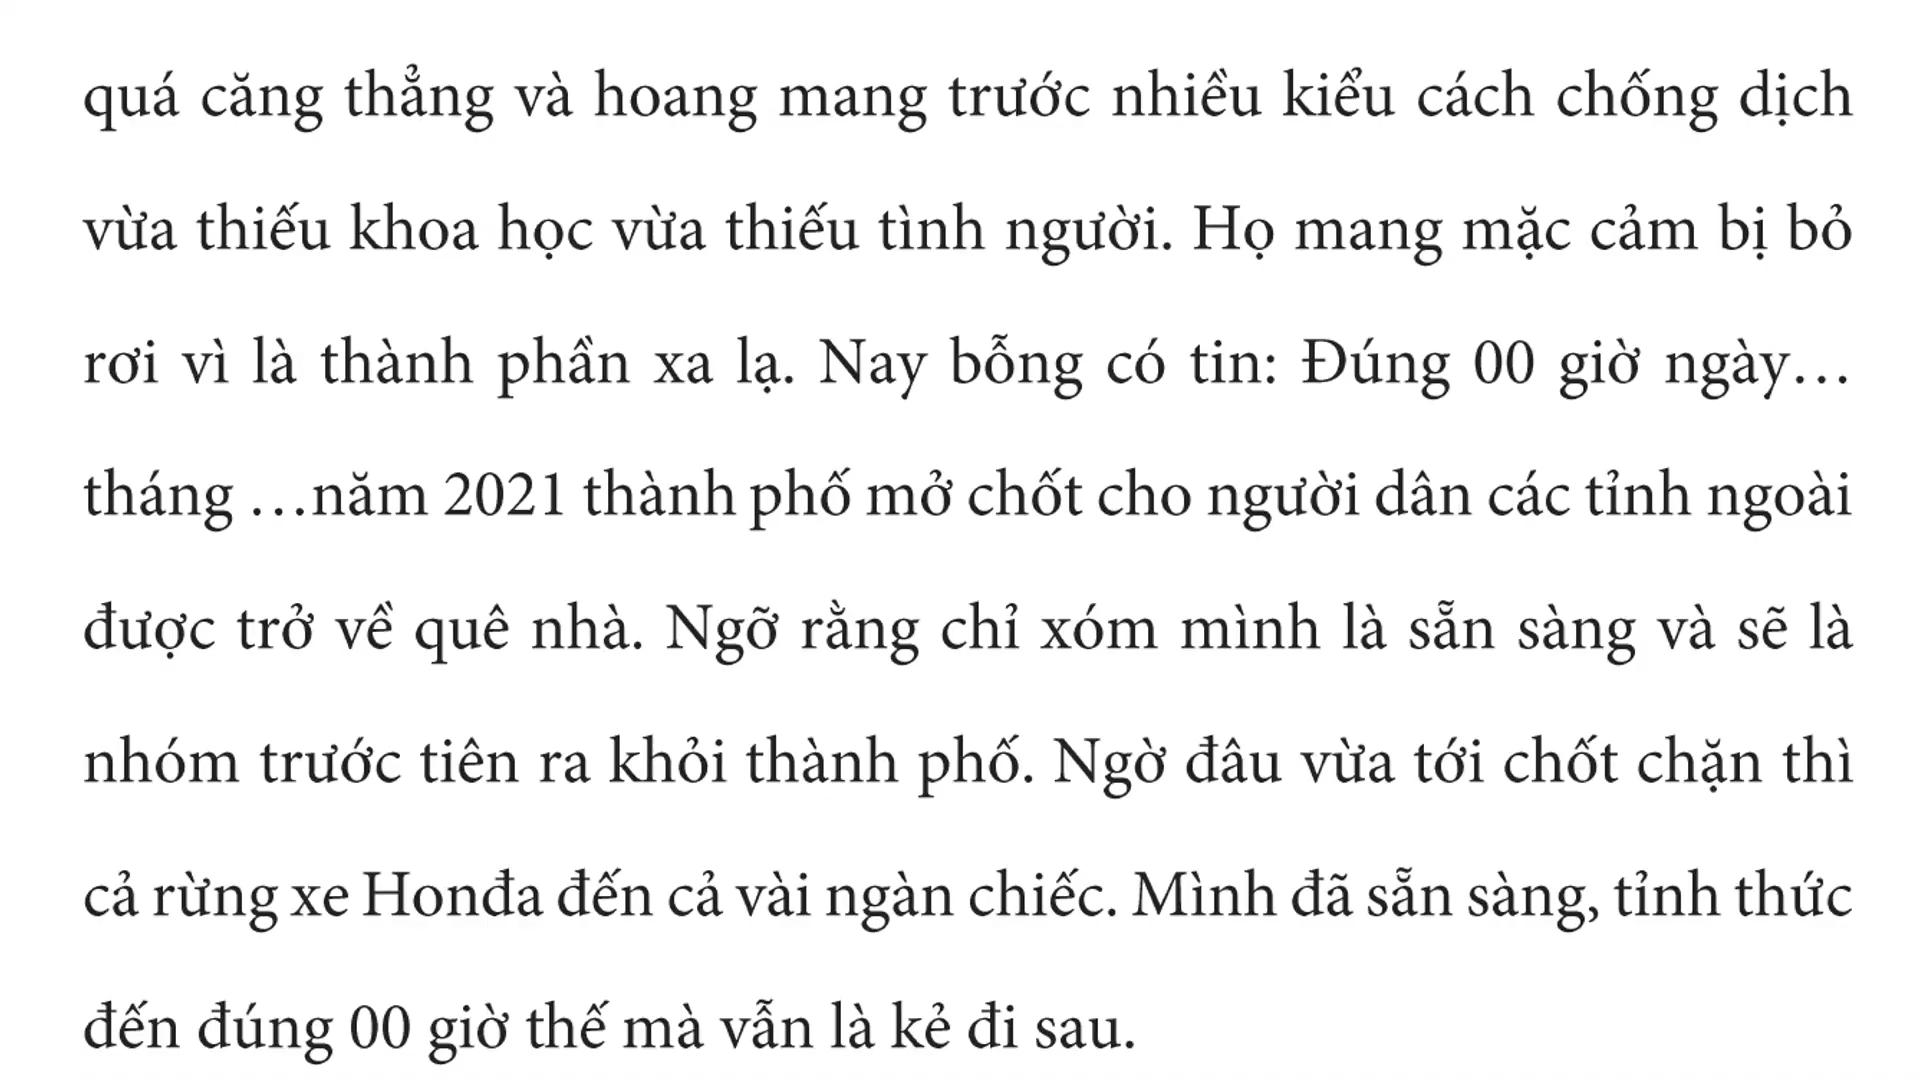 quá căng thẳng và hoang mang trước nhiều kiểu cách chống dịch
vừa thiếu khoa học vừa thiếu tình người. Họ mang mặc cảm bị bỏ
rơi vì là thành phần xa lạ. Nay bỗng có tin: Đúng 00 giờ ngày…
tháng …năm 2021 thành phố mở chốt cho người dân các tỉnh ngoài
được trở về quê nhà. Ngỡ rằng chỉ xóm mình là sẵn sàng và sẽ là
nhóm trước tiên ra khỏi thành phố. Ngờ đâu vừa tới chốt chặn thì
cả rừng xe Honđa đến cả vài ngàn chiếc. Mình đã sẵn sàng, tỉnh thức
đến đúng 00 giờ thế mà vẫn là kẻ đi sau.